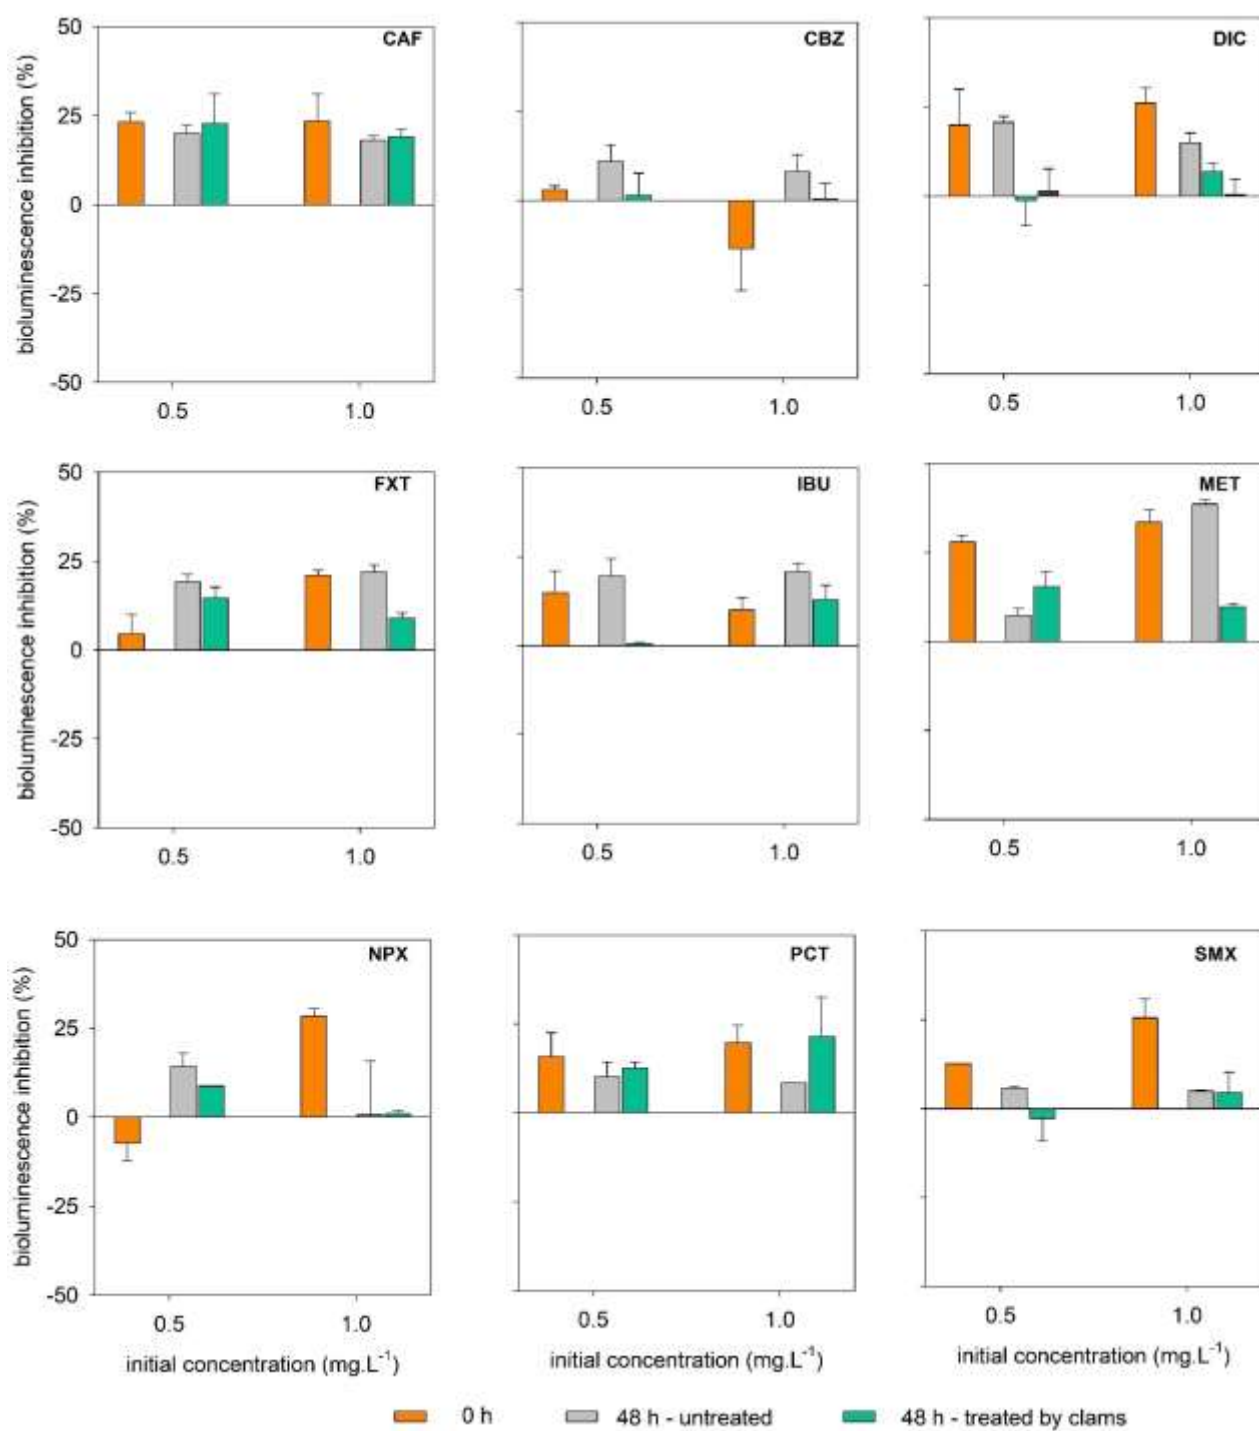 CAF
CBZ
DIC
bioluminescence inhibition (%)
50
25
0
-25
-50
0.5
1.0
0.5
1.0
0.5
1.0
FXT
IBU
MET
bioluminescence inhibition (%)
50
25
0
-25
-50
0.5
1.0
0.5
1.0
0.5
1.0
NPX
PCT
SMX
bioluminescence inhibition (%)
50
25
0
-25
-50
0.5
1.0
0.5
1.0
0.5
1.0
initial concentration (mg.L⁻¹)
initial concentration (mg.L⁻¹)
initial concentration (mg.L⁻¹)
0 h
48 h - untreated
48 h - treated by clams